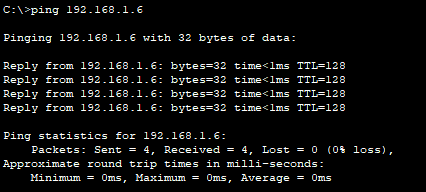 C:\>ping 192.168.1.6
Pinging 192.168.1.6 with 32 bytes of data:
Reply from 192.168.1.6: bytes=32 time<1ms TTL=128
Reply from 192.168.1.6: bytes=32 time<1ms TTL=128
Reply from 192.168.1.6: bytes=32 time<1ms TTL=128
Reply from 192.168.1.6: bytes=32 time<1ms TTL=128
Ping statistics for 192.168.1.6:
Packets: Sent = 4, Received = 4, Lost = 0 (0% loss),
Approximate round trip times in milli-seconds:
Minimum = 0ms, Maximum = 0ms, Average = 0ms